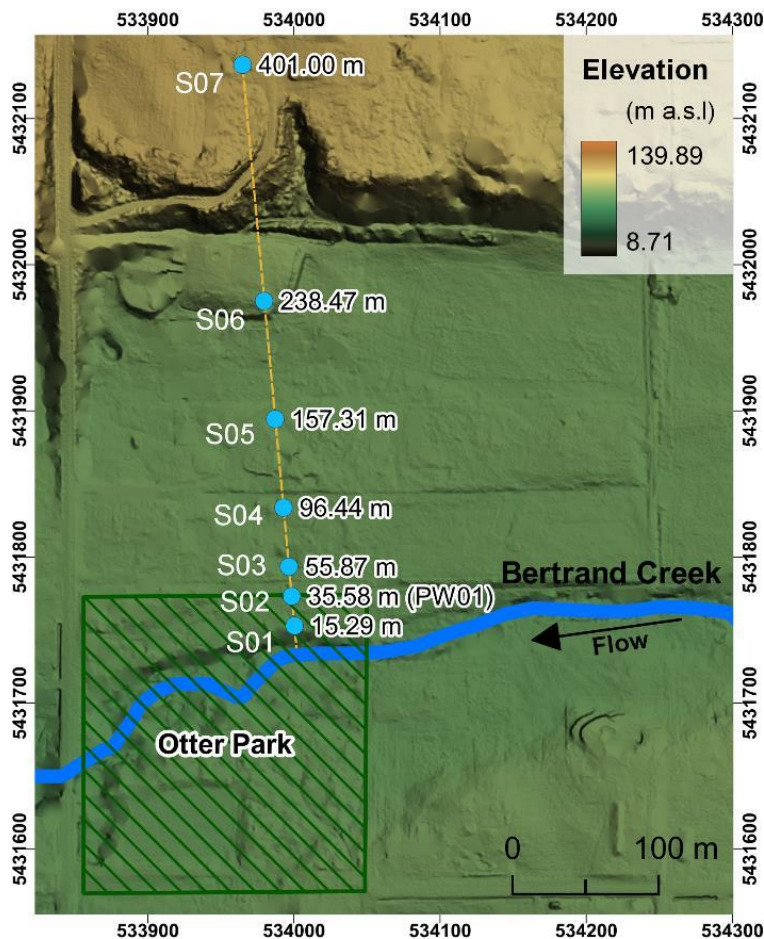 533900 534000 534100 534200 534300
Elevation
(m a.s.l)
139.89
8.71
S07 401.00 m
S06 238.47 m
S05 157.31 m
S04 96.44 m
S03 55.87 m
S02 35.58 m (PW01)
S01 15.29 m
Bertrand Creek
Flow
Otter Park
0 100 m
5432100
5432000
5431900
5431800
5431700
5431600
5432100
5432000
5431900
5431800
5431700
5431600
533900 534000 534100 534200 534300